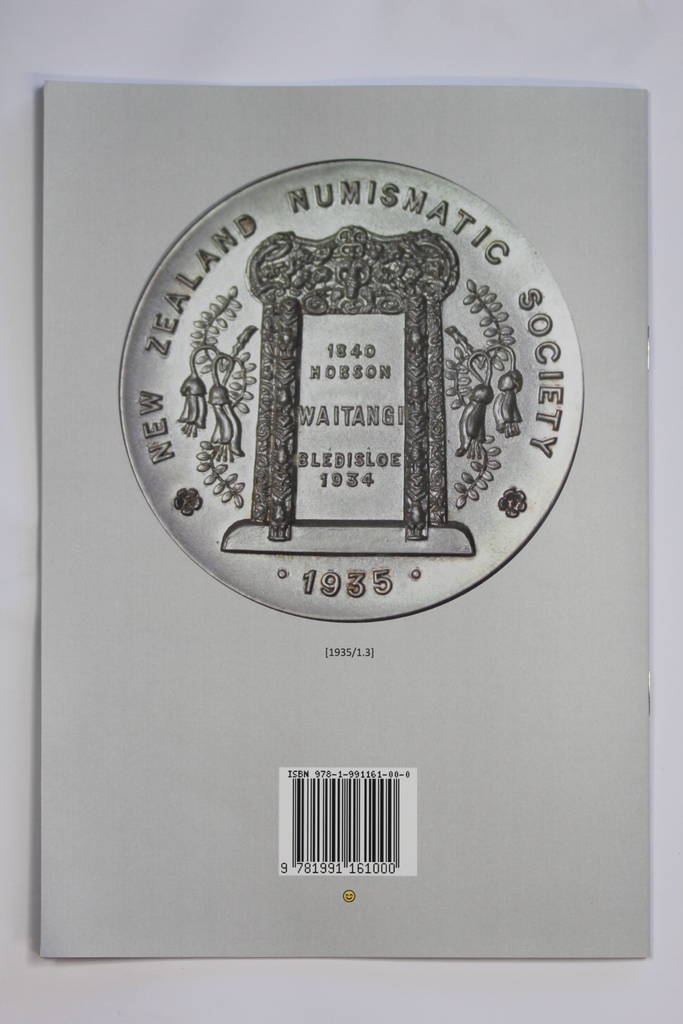 NEW ZEALAND NUMISMATIC SOCIETY
1840
HOBSON
WAITANGI
BLEDISLOE
1934
• 1935 •
[1935/1.3]
ISBN 978-1-991161-00-0
9 781991 161000